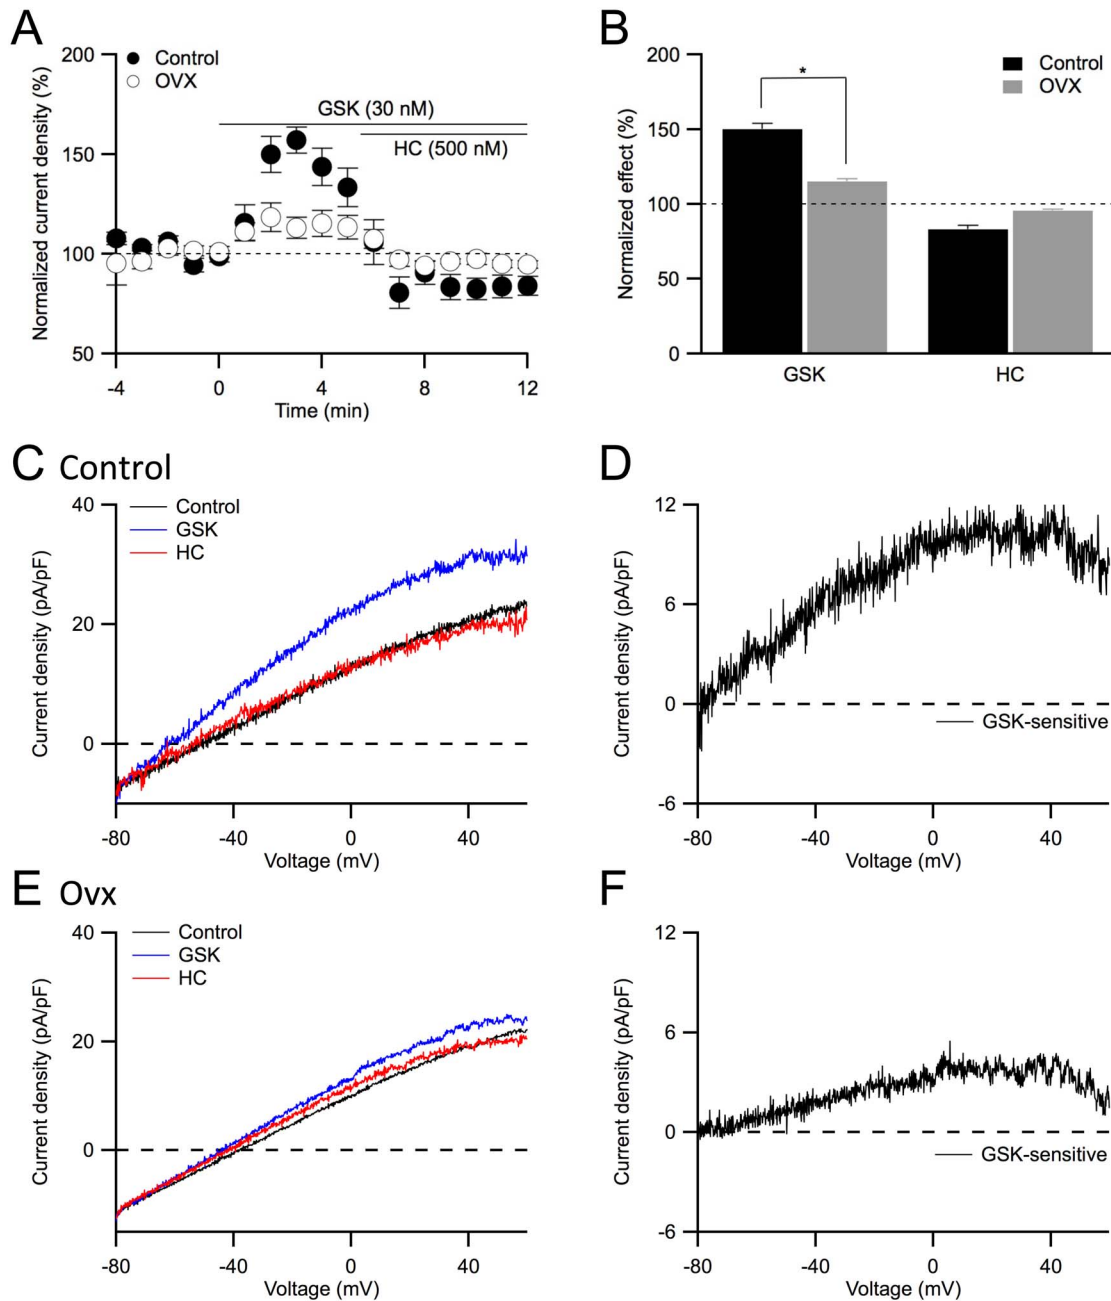 A
Normalized current density (%)
200
150
100
50
Control
OVX
GSK (30 nM)
HC (500 nM)
-4
0
4
8
12
Time (min)
B
Normalized effect (%)
200
150
100
50
0
Control
OVX
*
GSK
HC
C Control
Current density (pA/pF)
40
20
0
Control
GSK
HC
-80
-40
0
40
Voltage (mV)
D
Current density (pA/pF)
12
6
0
-6
GSK-sensitive
-80
-40
0
40
Voltage (mV)
E Ovx
Current density (pA/pF)
40
20
0
Control
GSK
HC
-80
-40
0
40
Voltage (mV)
F
Current density (pA/pF)
12
6
0
-6
GSK-sensitive
-80
-40
0
40
Voltage (mV)